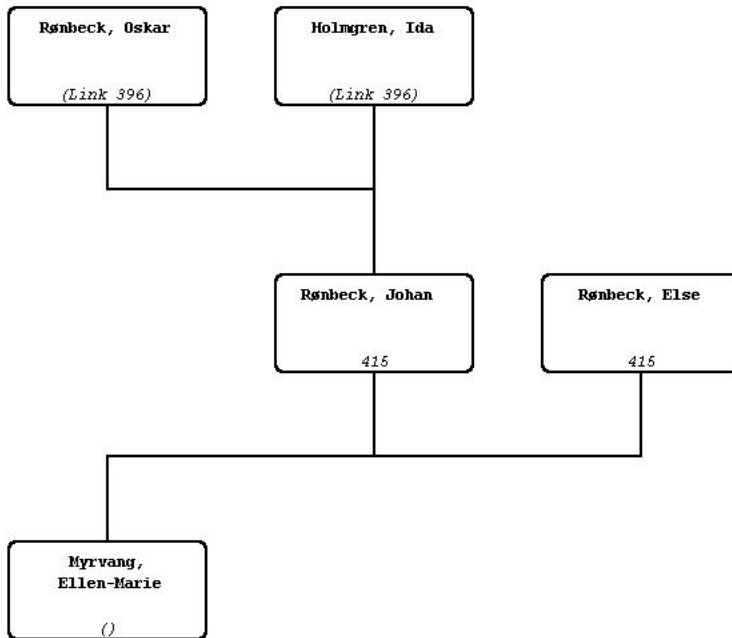 Rønbeck, Oskar
(Link 396)
Holmgren, Ida
(Link 396)
Rønbeck, Johan
415
Rønbeck, Else
415
Myrvang,
Ellen-Marie
()